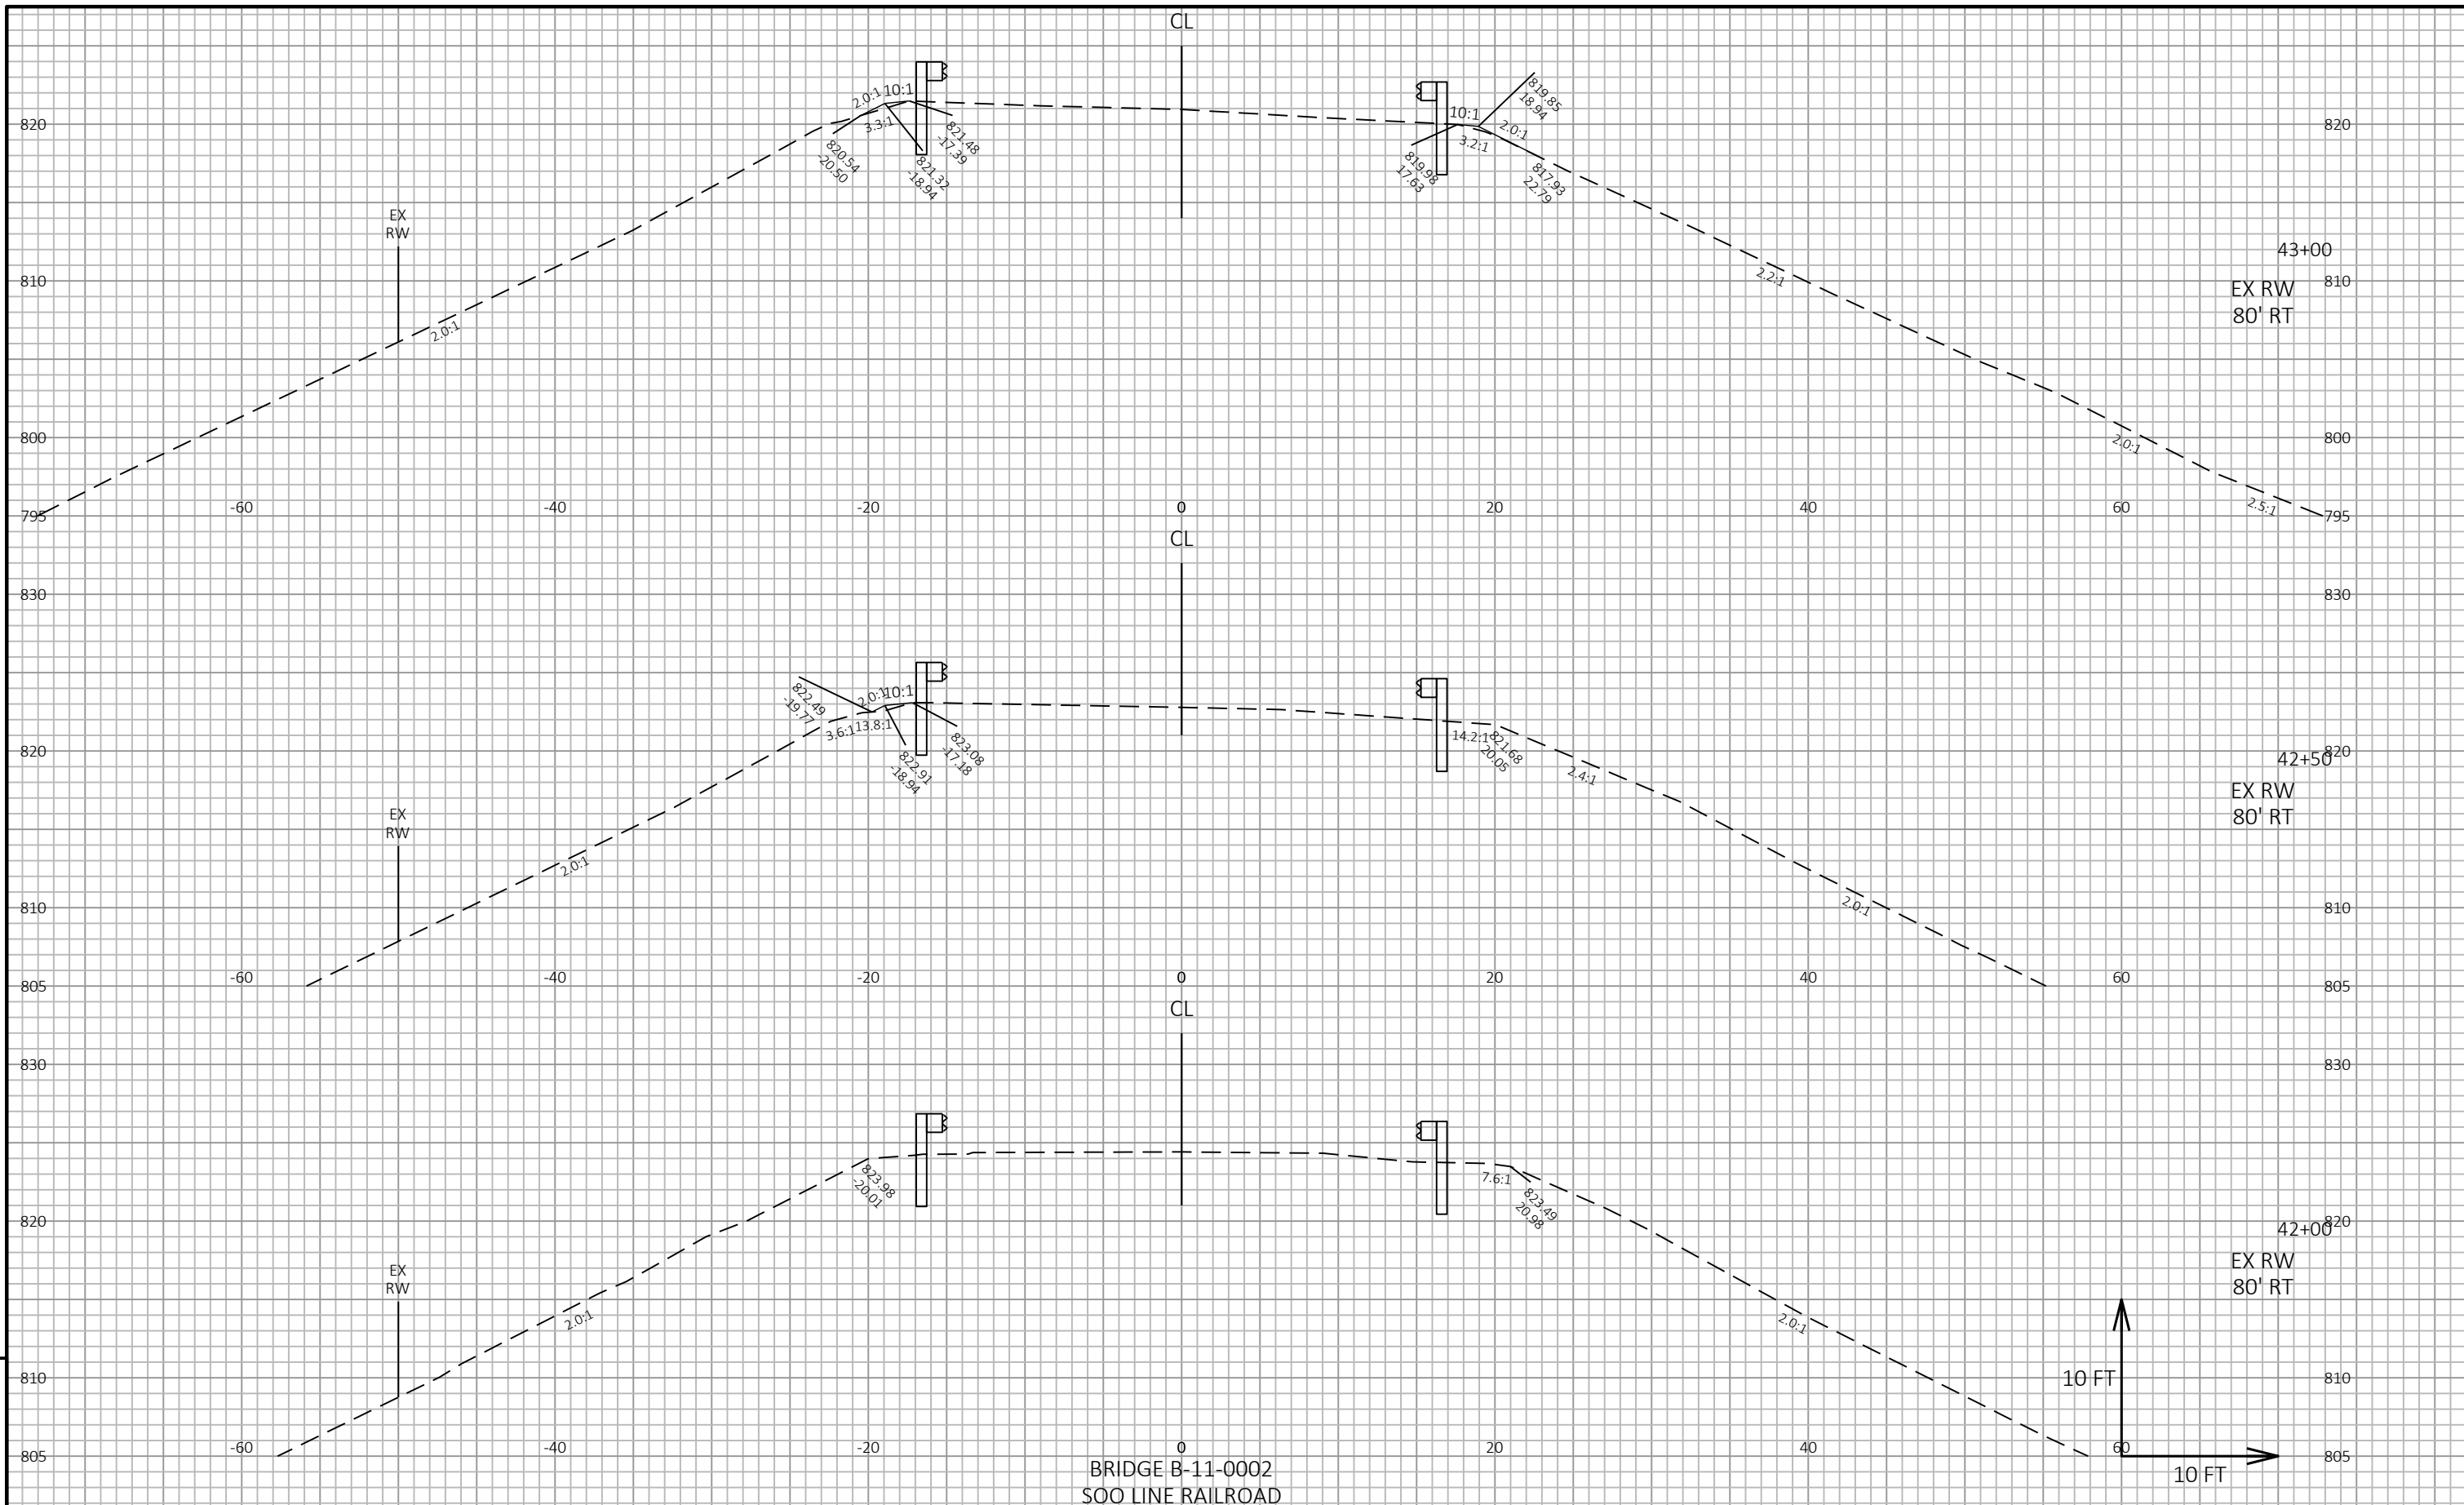 CL
2.0:1 10:1
820 3.3:1
820.54
-20.50
821.32
-18.94
821.48
-17.39
10:1
819.85
18.94
2.0:1
3.2:1
819.98
17.63
817.93
22.79
820
EX
RW
43+00
810
2.0:1
2.2:1
EX RW
80' RT
810
800
2.0:1
800
2.5:1
795 -60 -40 -20 0 20 40 60 795
CL
830 830
822.49
-19.77
2.0:1 10:1
3.6:1 13.8:1
822.91
-18.94
823.08
-17.18
14.2:1
821.68
20.05
2.4:1
820 42+50 820
EX
RW
EX RW
80' RT
2.0:1
2.0:1
810 810
805 -60 -40 -20 0 20 40 60 805
CL
830 830
823.98
-20.01
7.6:1
823.49
20.98
820 42+00 820
EX
RW
EX RW
80' RT
2.0:1
2.0:1
810 10 FT 810
805 -60 -40 -20 0 20 40 60 805
10 FT
BRIDGE B-11-0002
SOO LINE RAILROAD